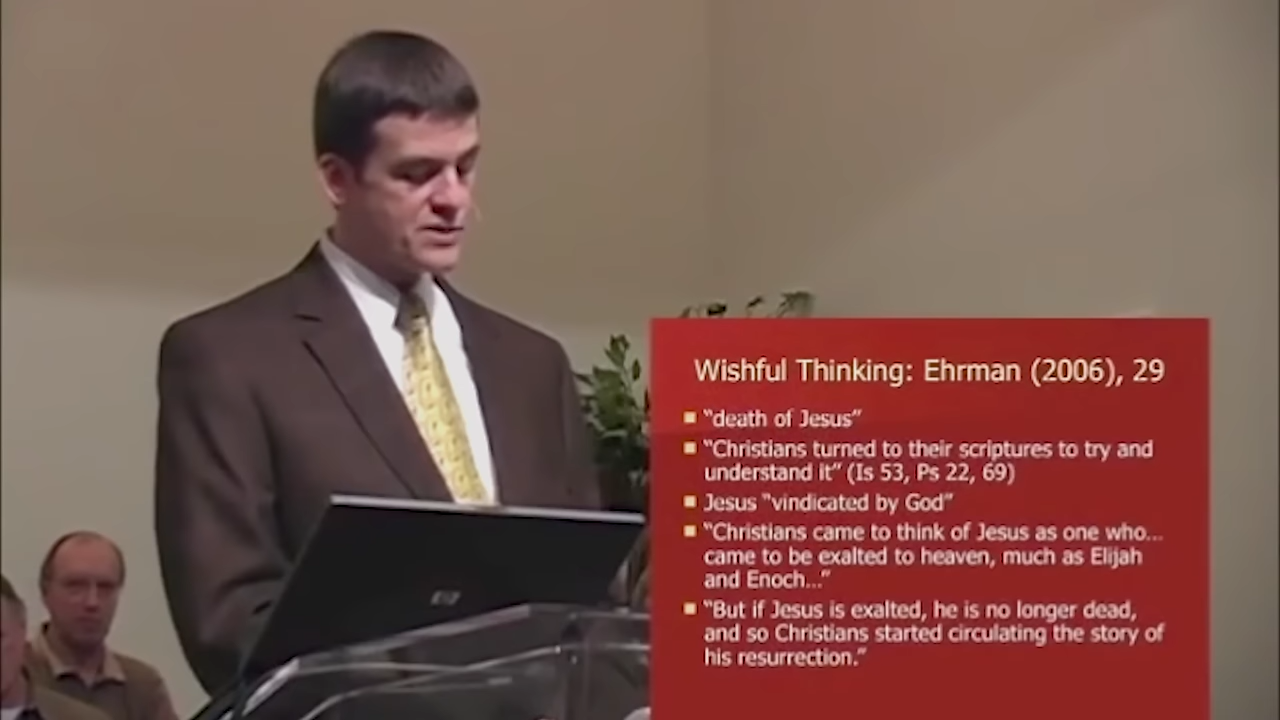 Wishful Thinking: Ehrman (2006), 29
"death of Jesus"
"Christians turned to their scriptures to try and
understand it" (Is 53, Ps 22, 69)
Jesus "vindicated by God"
"Christians came to think of Jesus as one who...
came to be exalted to heaven, much as Elijah
and Enoch..."
"But if Jesus is exalted, he is no longer dead,
and so Christians started circulating the story of
his resurrection."
hp